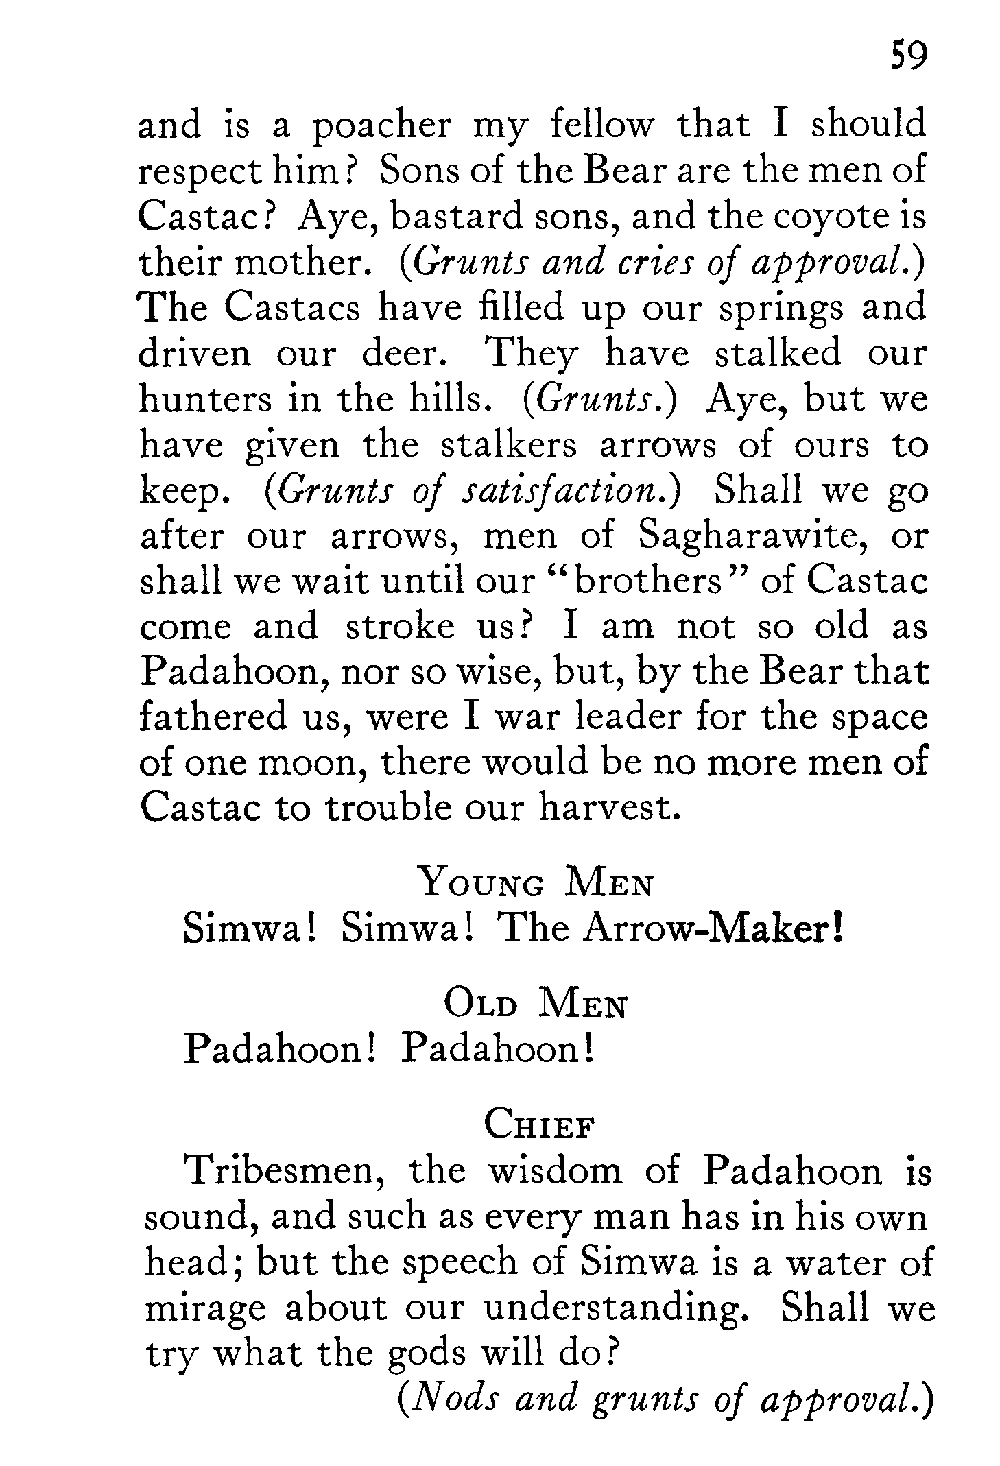 59
and is a poacher my fellow that I should
respect him? Sons of the Bear are the men of
Castac? Aye, bastard sons, and the coyote is
their mother. (Grunts and cries of approval.)
The Castacs have filled up our springs and
driven our deer. They have stalked our
hunters in the hills. (Grunts.) Aye, but we
have given the stalkers arrows of ours to
keep. (Grunts of satisfaction.) Shall we go
after our arrows, men of Sagharawite, or
shall we wait until our “brothers” of Castac
come and stroke us? I am not so old as
Padahoon, nor so wise, but, by the Bear that
fathered us, were I war leader for the space
of one moon, there would be no more men of
Castac to trouble our harvest.
Young Men
Simwa! Simwa! The Arrow-Maker!
Old Men
Padahoon! Padahoon!
Chief
Tribesmen, the wisdom of Padahoon is
sound, and such as every man has in his own
head; but the speech of Simwa is a water of
mirage about our understanding. Shall we
try what the gods will do?
(Nods and grunts of approval.)